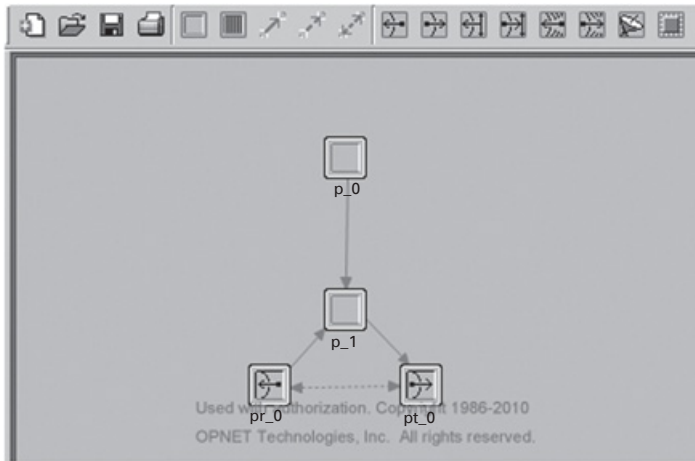 p_0
p_1
pr_0
pt_0
Used with authorization. Copyright 1986-2010
OPNET Technologies, Inc. All rights reserved.